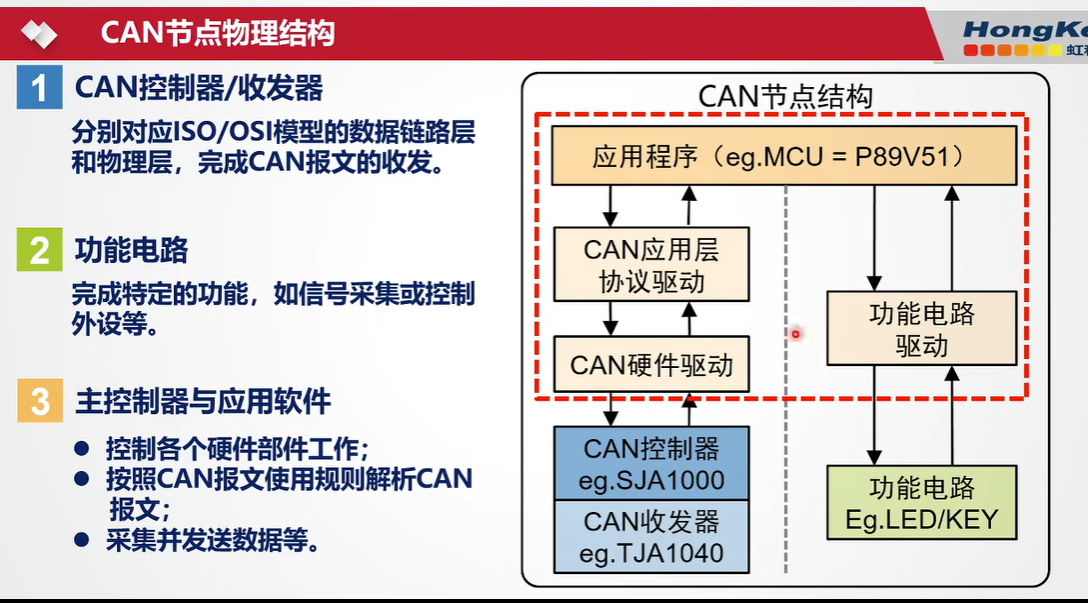 CAN节点物理结构
HongKe
虹科
1 CAN控制器/收发器
分别对应ISO/OSI模型的数据链路层
和物理层，完成CAN报文的收发。
2 功能电路
完成特定的功能，如信号采集或控制
外设等。
3 主控制器与应用软件
● 控制各个硬件部件工作；
● 按照CAN报文使用规则解析CAN
报文；
● 采集并发送数据等。
CAN节点结构
应用程序（eg.MCU = P89V51）
CAN应用层
协议驱动
CAN硬件驱动
功能电路
驱动
CAN控制器
eg.SJA1000
CAN收发器
eg.TJA1040
功能电路
Eg.LED/KEY